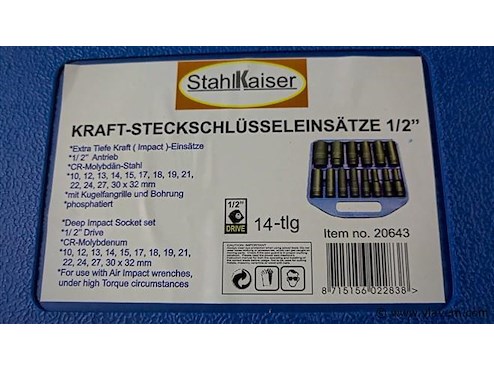 StahlKaiser
KRAFT-STECKSCHLÜSSELEINSÄTZE 1/2”
*Extra Tiefe Kraft ( Impact )-Einsätze
*1/ 2” Antrieb
*CR-Molybdän-Stahl
*10, 12, 13, 14, 15, 17, 18, 19, 21,
22, 24, 27, 30 x 32 mm
*mit Kugelfangrille und Bohrung
*phosphatiert
*Deep Impact Socket set
*1/ 2” Drive
*CR-Molybdenum
*10, 12, 13, 14, 15, 17, 18, 19, 21,
22, 24, 27, 30 x 32 mm
*For use with Air Impact wrenches,
under high Torque circumstances
1/2”
DRIVE
14-tlg
Item no. 20643
8 715156 022838 >